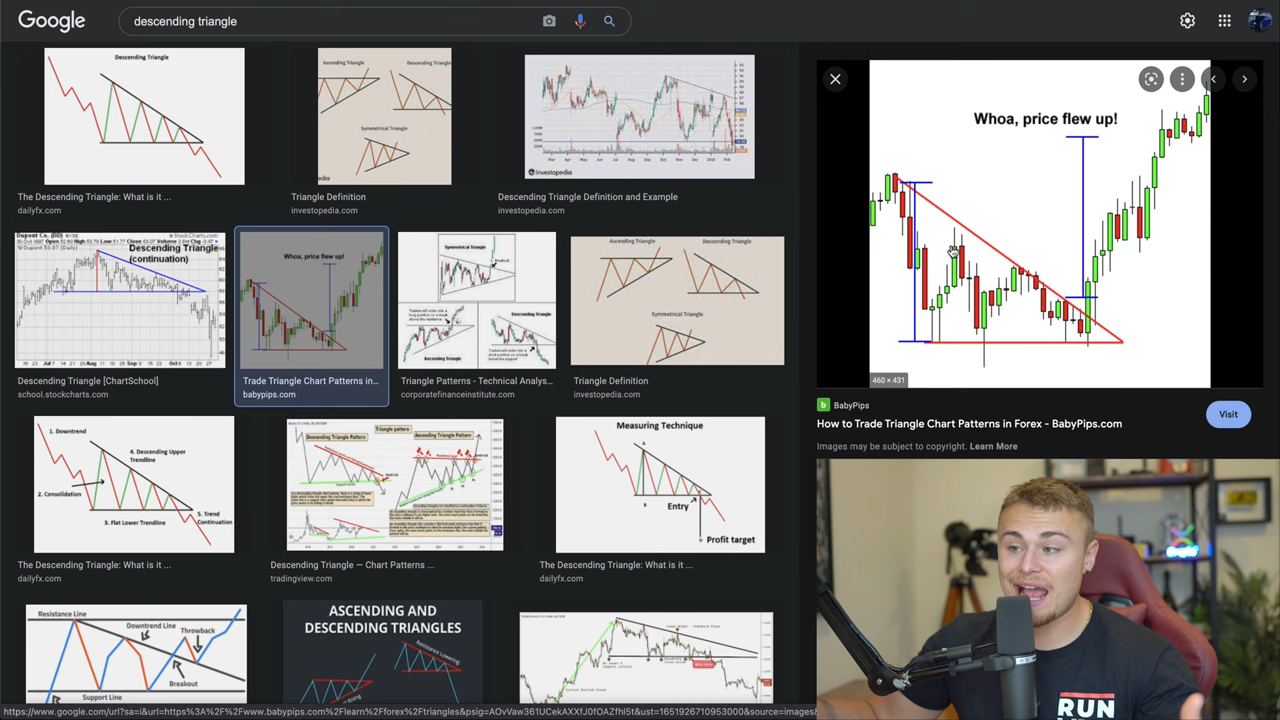 Google
descending triangle
Descending Triangle
The Descending Triangle: What is it ...
dailyfx.com
Ascending Triangle
Descending Triangle
Symmetrical Triangle
Triangle Definition
investopedia.com
Investopedia
Descending Triangle Definition and Example
investopedia.com
Descending Triangle
(continuation)
Descending Triangle [ChartSchool]
school.stockcharts.com
Whoa, price flew up!
Trade Triangle Chart Patterns in...
babypips.com
Symmetrical Triangle
Ascending Triangle
Descending Triangle
Triangle Patterns - Technical Analys...
corporatefinanceinstitute.com
Ascending Triangle
Descending Triangle
Symmetrical Triangle
Triangle Definition
investopedia.com
1. Downtrend
4. Descending Upper
Trendline
2. Consolidation
3. Flat Lower Trendline
5. Trend
Continuation
The Descending Triangle: What is it ...
dailyfx.com
Descending Triangle Pattern
Triangle pattern
Ascending Triangle Pattern
Descending Triangle — Chart Patterns ...
tradingview.com
Measuring Technique
A
B
Entry
Profit target
The Descending Triangle: What is it ...
dailyfx.com
Resistance Line
Downtrend Line
Throwback
Breakout
Support Line
ASCENDING AND
DESCENDING TRIANGLES
Whoa, price flew up!
460 × 431
BabyPips
How to Trade Triangle Chart Patterns in Forex - BabyPips.com
Visit
Images may be subject to copyright. Learn More
RUN